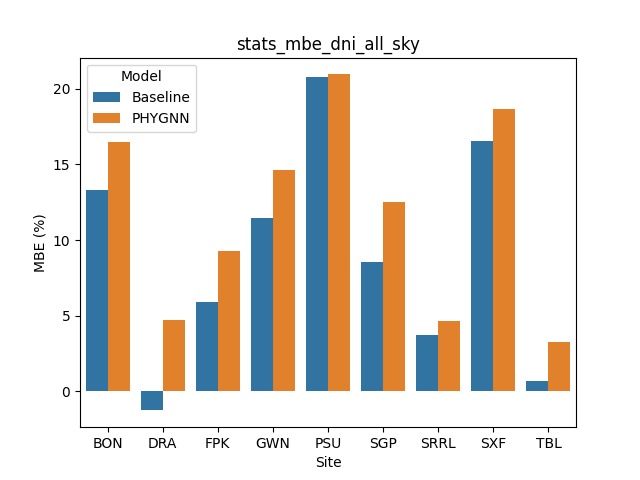 stats_mbe_dni_all_sky
Model
Baseline
PHYGNN
MBE (%)
20
15
10
5
0
BON DRA FPK GWN PSU SGP SRRL SXF TBL
Site